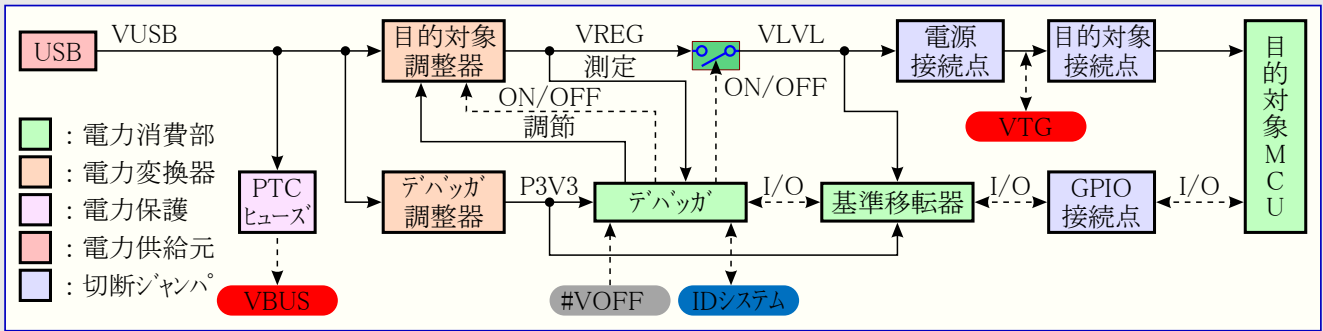 USB
VUSB
目的対象
調整器
VREG
測定
VLVL
ON/OFF
ON/OFF
調節
電源
接続点
目的対象
接続点
VTG
目的対象MCU
：電力消費部
：電力変換器
：電力保護
：電力供給元
：切断ジャンパ
PTC
ヒューズ
VBUS
デバッガ
調整器
P3V3
デバッガ
I/O
基準移転器
I/O
GPIO
接続点
I/O
#VOFF
IDシステム